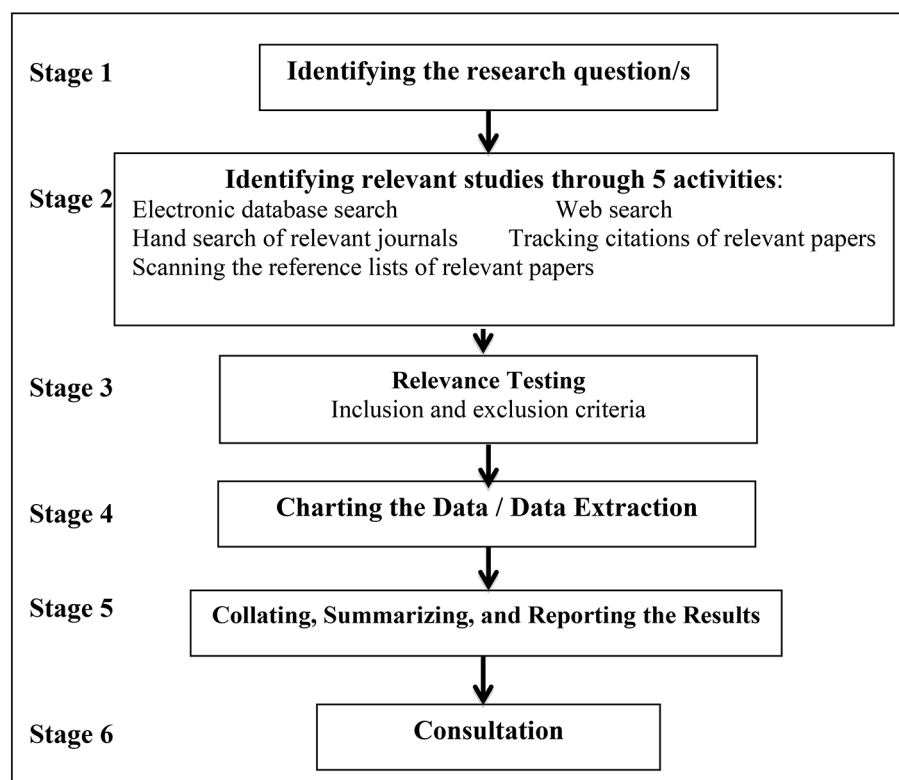 Stage 1
Identifying the research question/s
Stage 2
Identifying relevant studies through 5 activities:
Electronic database search Web search
Hand search of relevant journals Tracking citations of relevant papers
Scanning the reference lists of relevant papers
Stage 3
Relevance Testing
Inclusion and exclusion criteria
Stage 4
Charting the Data / Data Extraction
Stage 5
Collating, Summarizing, and Reporting the Results
Stage 6
Consultation